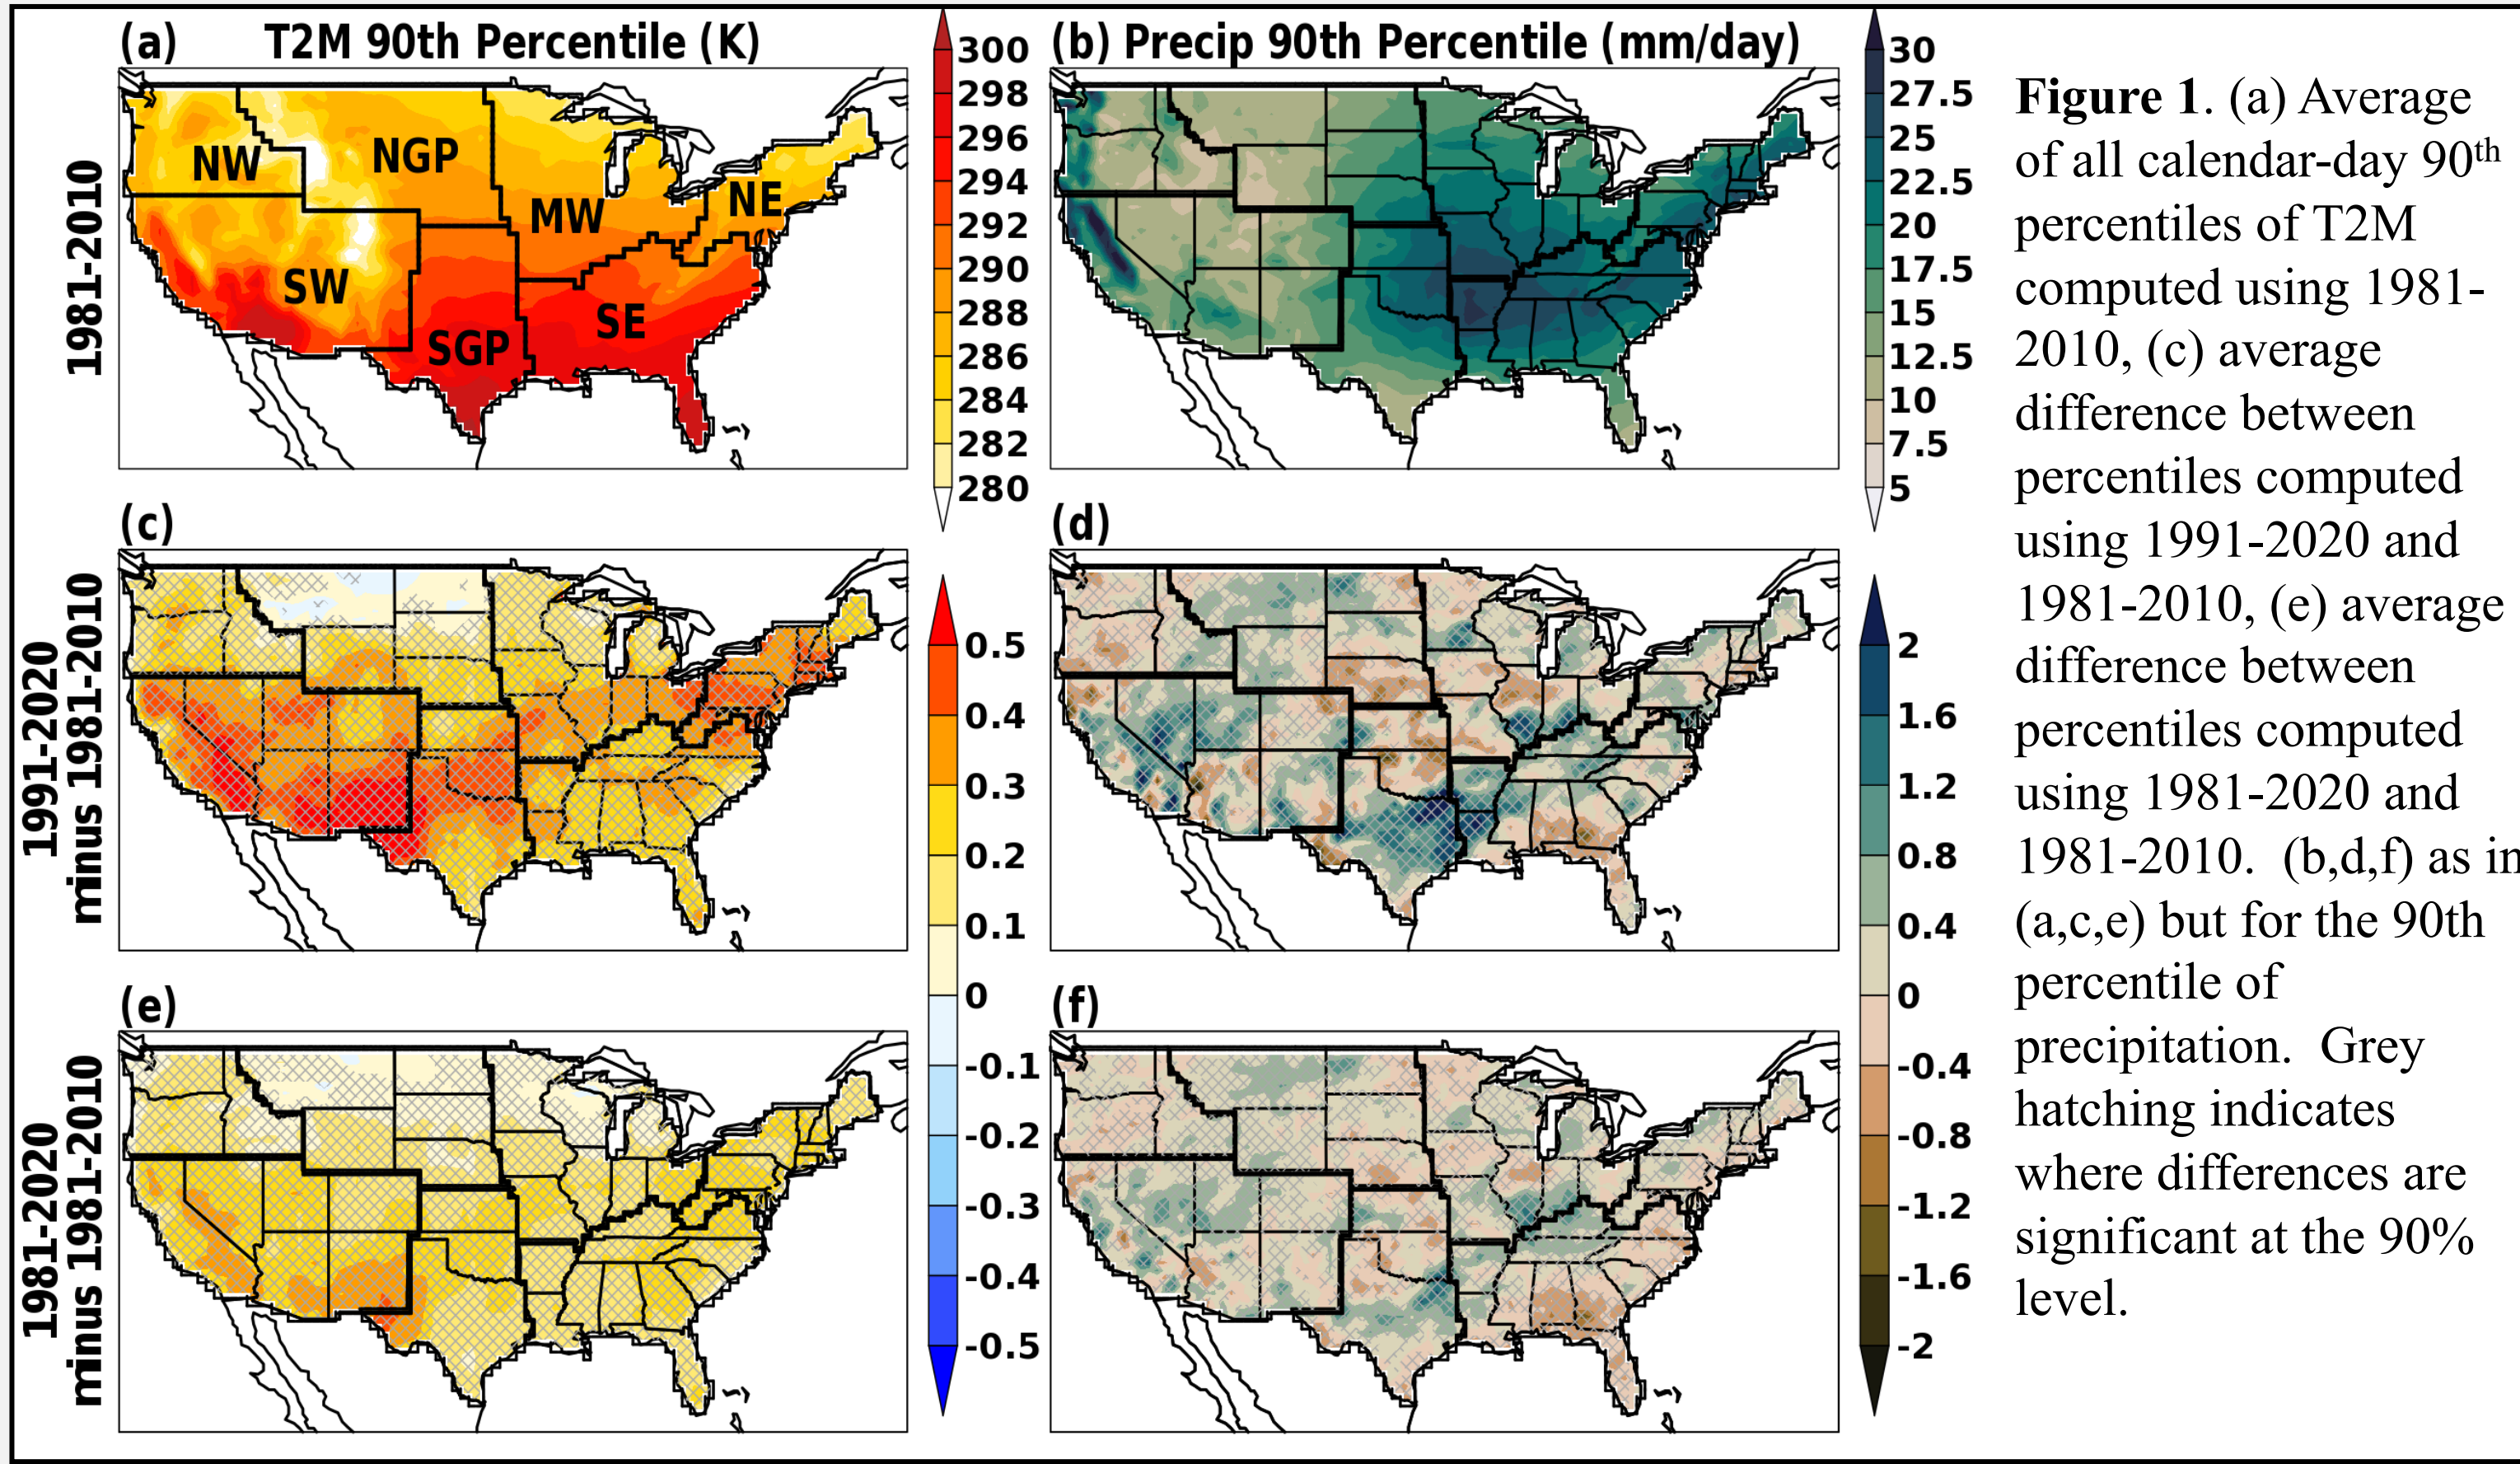 (a) T2M 90th Percentile (K)
(b) Precip 90th Percentile (mm/day)
1981-2010
NW
NGP
MW
NE
SW
SGP
SE
300
298
296
294
292
290
288
286
284
282
280
30
27.5
25
22.5
20
17.5
15
12.5
10
7.5
5
(c)
(d)
1991-2020
minus 1981-2010
0.5
0.4
0.3
0.2
0.1
0
-0.1
-0.2
-0.3
-0.4
-0.5
2
1.6
1.2
0.8
0.4
0
-0.4
-0.8
-1.2
-1.6
-2
(e)
(f)
1981-2020
minus 1981-2010
Figure 1. (a) Average
of all calendar-day 90th
percentiles of T2M
computed using 1981-
2010, (c) average
difference between
percentiles computed
using 1991-2020 and
1981-2010, (e) average
difference between
percentiles computed
using 1981-2020 and
1981-2010. (b,d,f) as in
(a,c,e) but for the 90th
percentile of
precipitation. Grey
hatching indicates
where differences are
significant at the 90%
level.